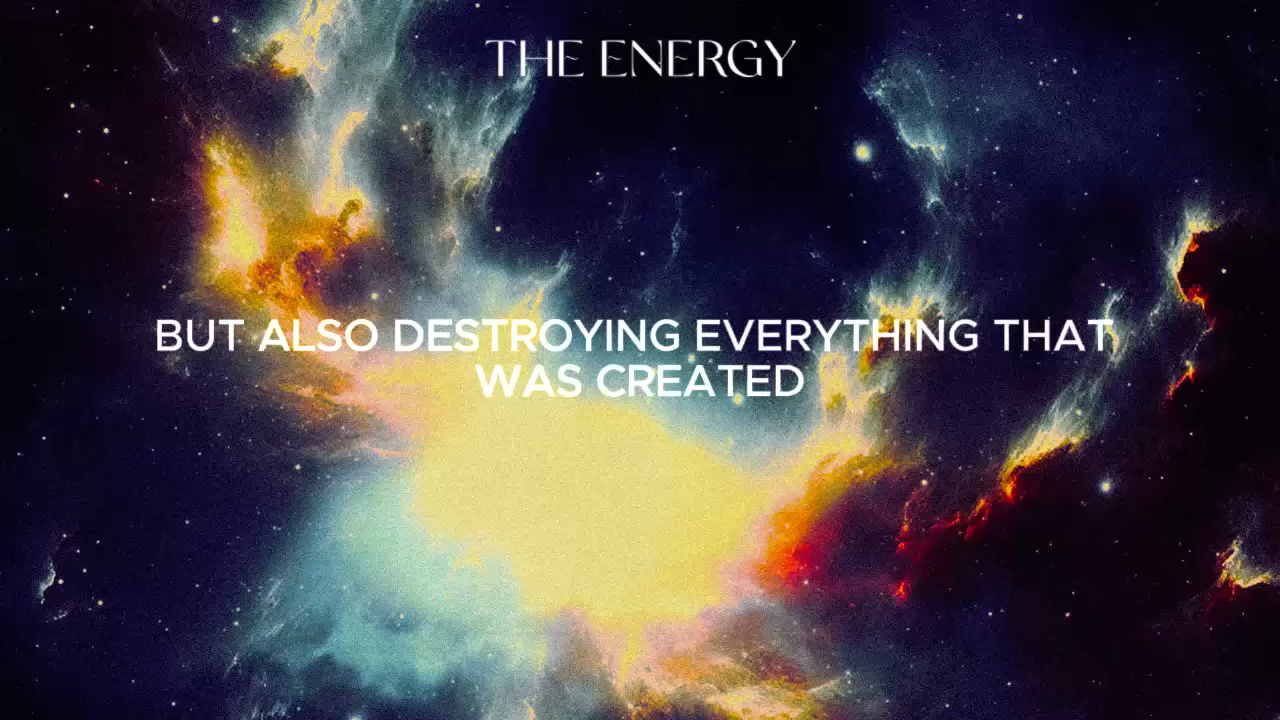 THE ENERGY
BUT ALSO DESTROYING EVERYTHING THAT
WAS CREATED